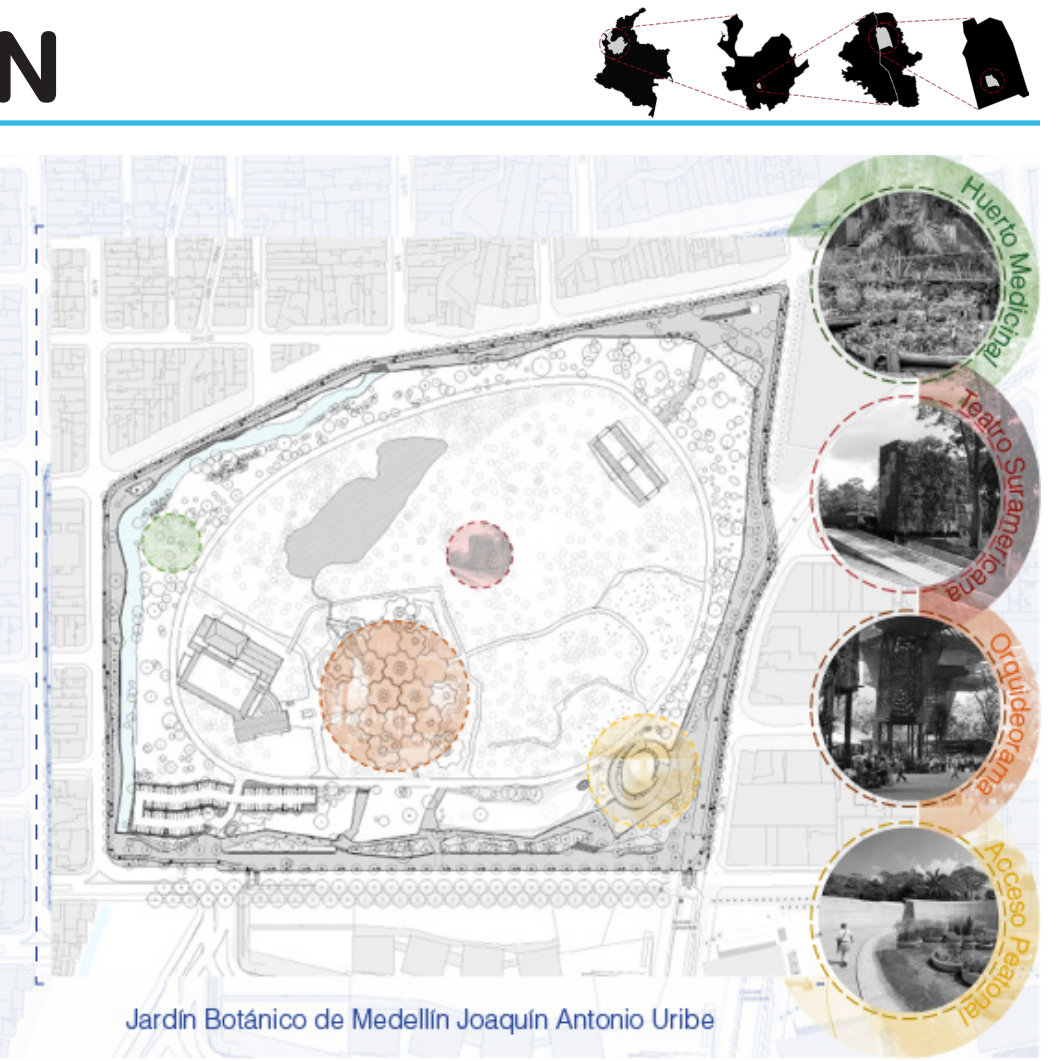 N
Huerto Medicinal
Teatro Suramericana
Orquideorama
Acceso Peatonal
Jardín Botánico de Medellín Joaquín Antonio Uribe